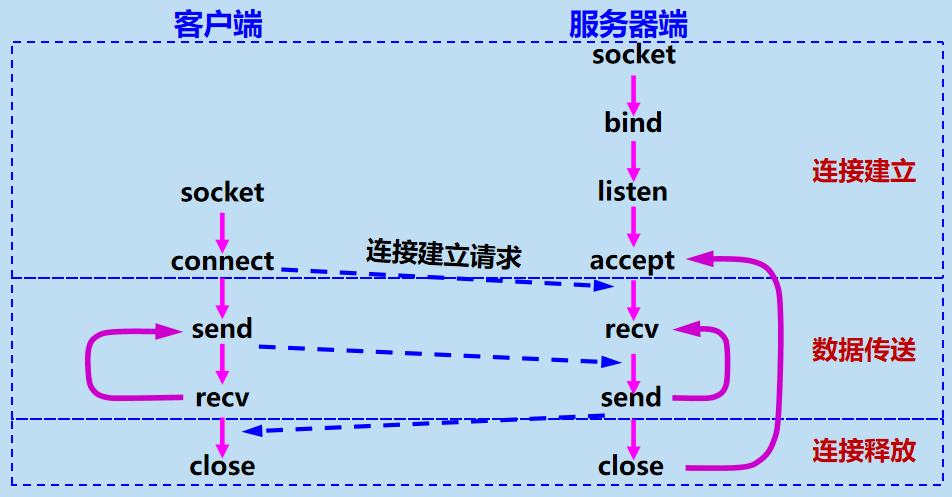 客户端
服务器端
socket
bind
连接建立
socket
listen
connect
连接建立请求
accept
send
recv
数据传送
recv
send
close
close
连接释放